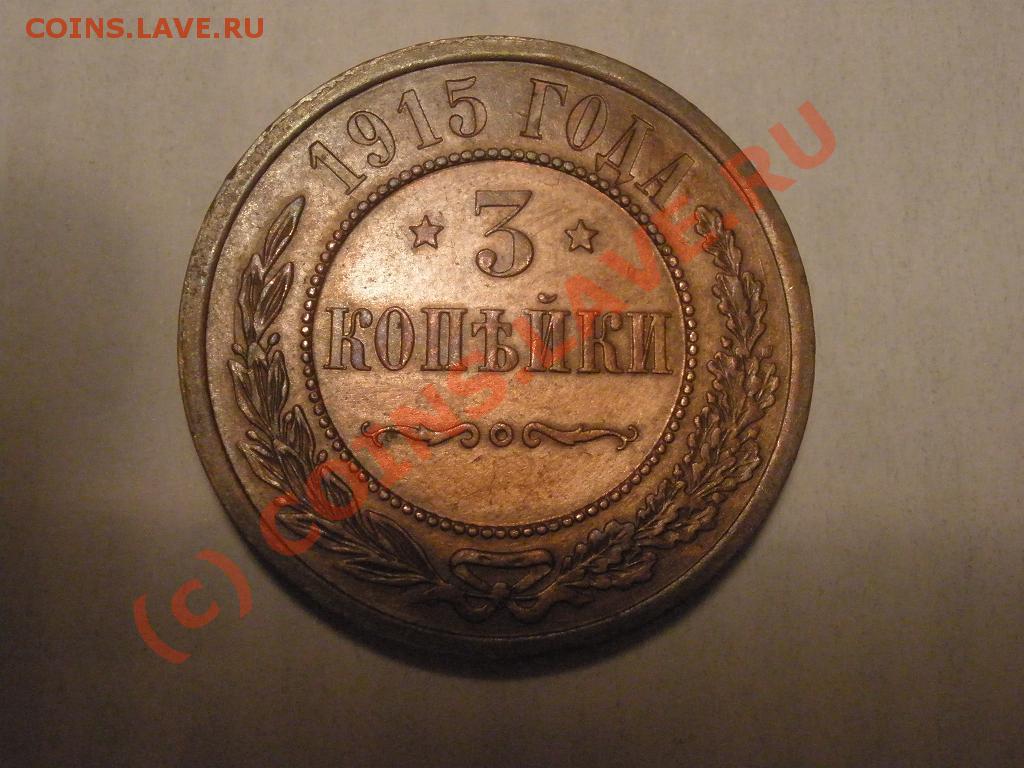 COINS.LAVE.RU
1915 ГОДА
3
КОПѢЙКИ
(c) COINS.LAVE.RU